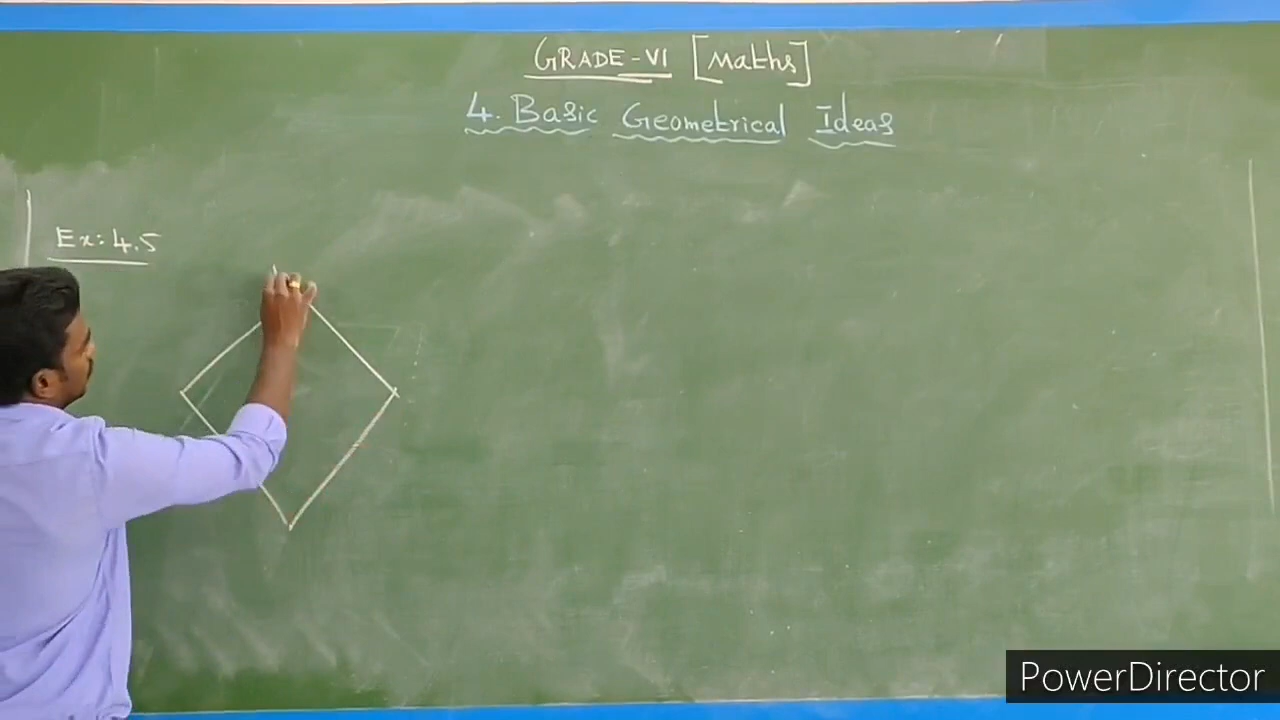 GRADE-VI [Maths]
4. Basic Geometrical Ideas
Ex: 4.5
PowerDirector